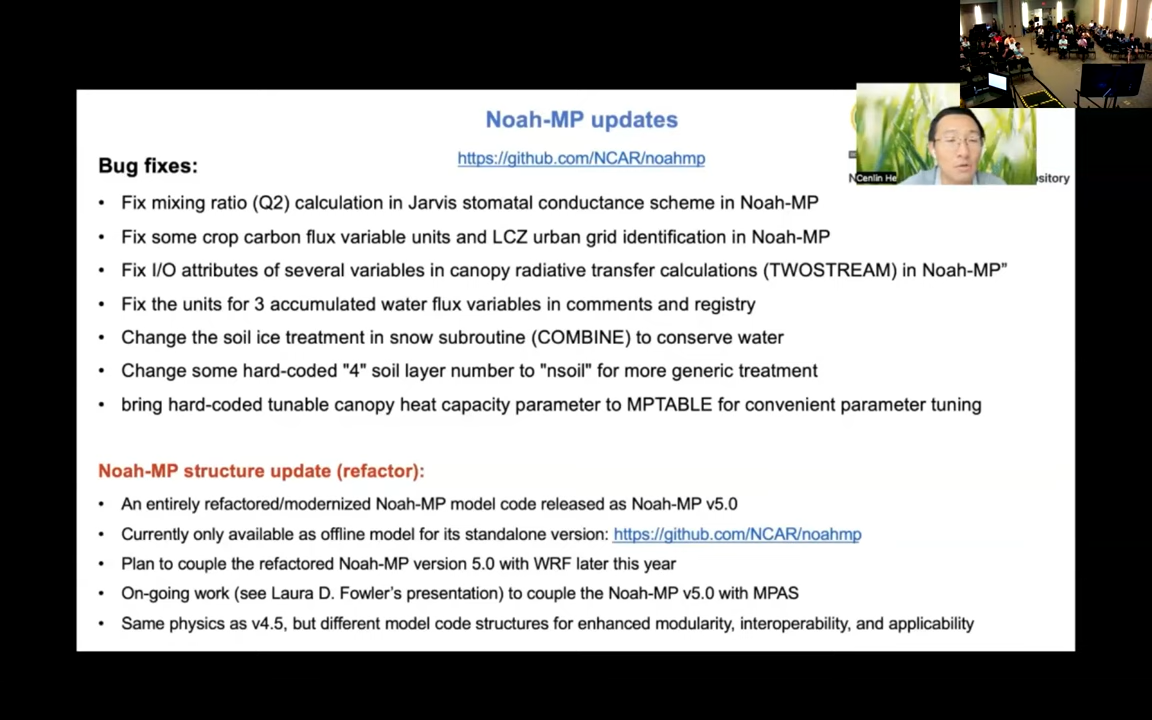 Noah-MP updates
https://github.com/NCAR/noahmp
Bug fixes:
Cenlin He
sitory
• Fix mixing ratio (Q2) calculation in Jarvis stomatal conductance scheme in Noah-MP
• Fix some crop carbon flux variable units and LCZ urban grid identification in Noah-MP
• Fix I/O attributes of several variables in canopy radiative transfer calculations (TWOSTREAM) in Noah-MP"
• Fix the units for 3 accumulated water flux variables in comments and registry
• Change the soil ice treatment in snow subroutine (COMBINE) to conserve water
• Change some hard-coded "4" soil layer number to "nsoil" for more generic treatment
• bring hard-coded tunable canopy heat capacity parameter to MPTABLE for convenient parameter tuning
Noah-MP structure update (refactor):
• An entirely refactored/modernized Noah-MP model code released as Noah-MP v5.0
• Currently only available as offline model for its standalone version: https://github.com/NCAR/noahmp
• Plan to couple the refactored Noah-MP version 5.0 with WRF later this year
• On-going work (see Laura D. Fowler's presentation) to couple the Noah-MP v5.0 with MPAS
• Same physics as v4.5, but different model code structures for enhanced modularity, interoperability, and applicability